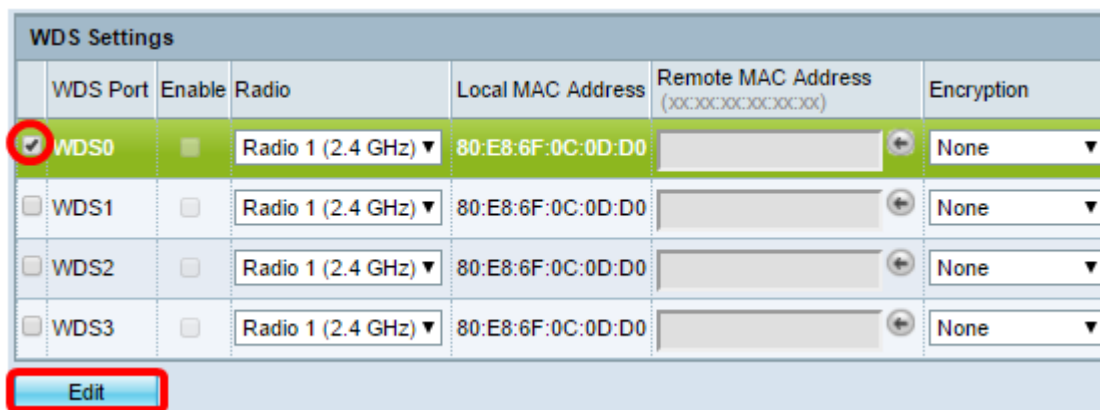 WDS Settings
WDS Port Enable Radio Local MAC Address Remote MAC Address Encryption
(xx:xx:xx:xx:xx:xx)
WDS0 Radio 1 (2.4 GHz) 80:E8:6F:0C:0D:D0 None
WDS1 Radio 1 (2.4 GHz) 80:E8:6F:0C:0D:D0 None
WDS2 Radio 1 (2.4 GHz) 80:E8:6F:0C:0D:D0 None
WDS3 Radio 1 (2.4 GHz) 80:E8:6F:0C:0D:D0 None
Edit